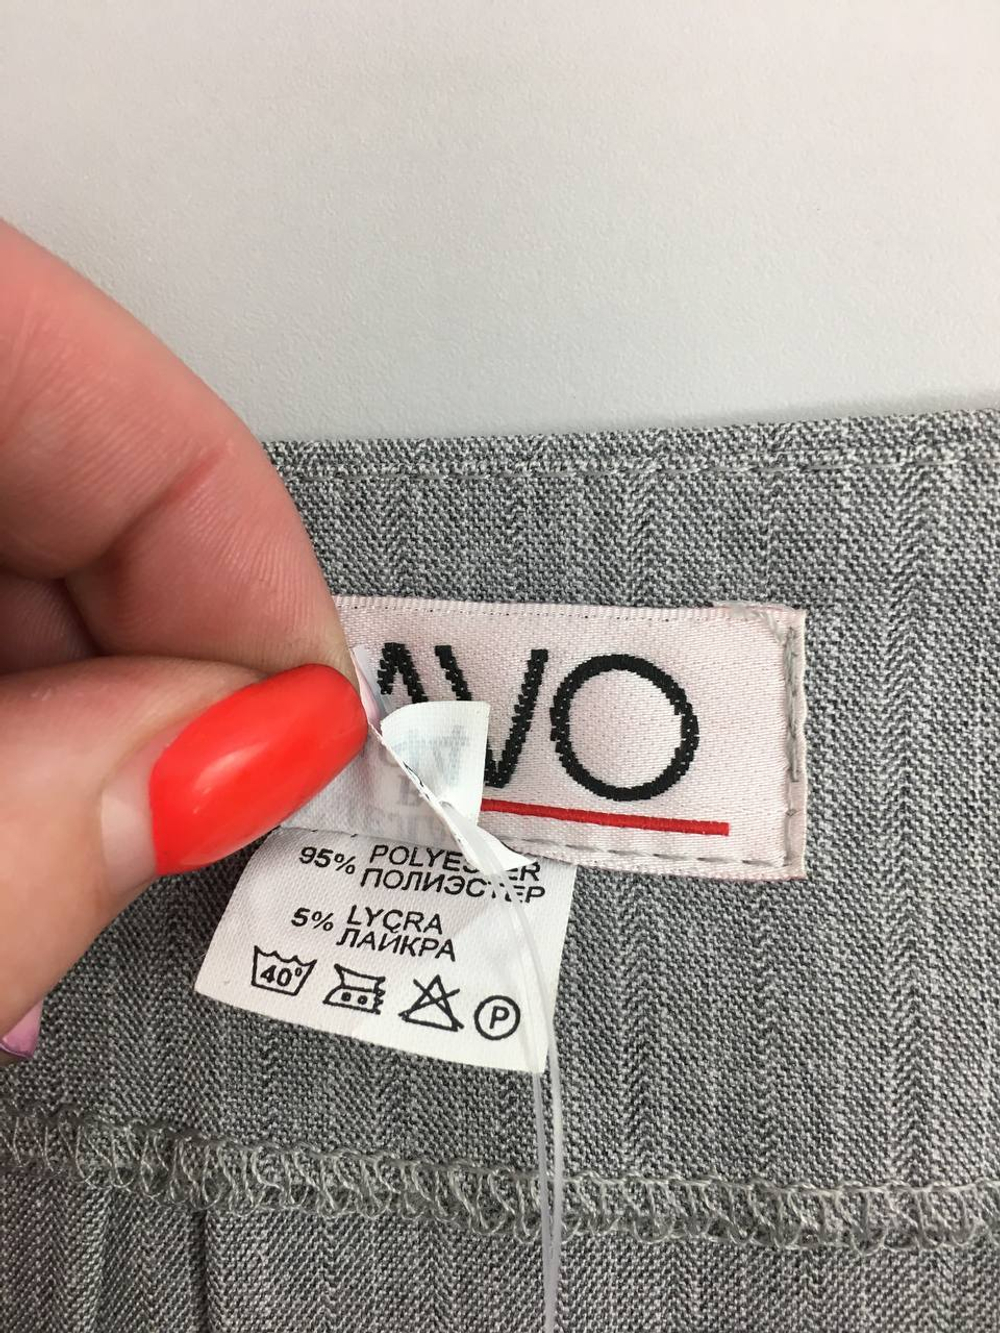 AVO
95% POLYESTER
ПОЛИЭСТЕР
5% LYCRA
ЛАЙКРА
40°
P